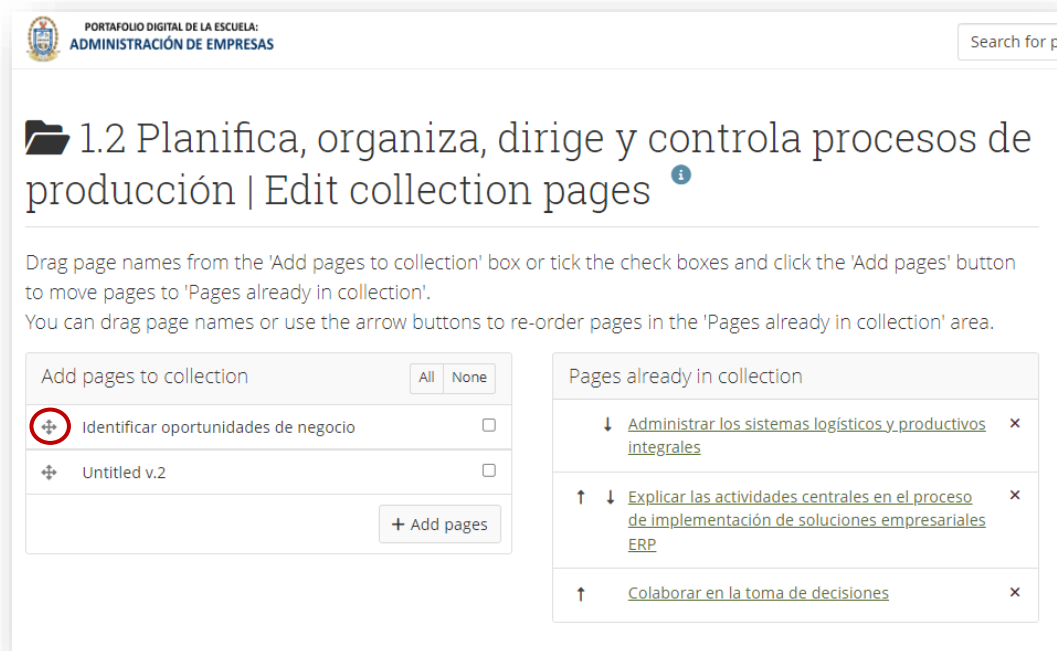 PORTAFOLIO DIGITAL DE LA ESCUELA:
ADMINISTRACIÓN DE EMPRESAS
Search for p
1.2 Planifica, organiza, dirige y controla procesos de
producción | Edit collection pages
Drag page names from the 'Add pages to collection' box or tick the check boxes and click the 'Add pages' button
to move pages to 'Pages already in collection'.
You can drag page names or use the arrow buttons to re-order pages in the 'Pages already in collection' area.
Add pages to collection
All None
Identificar oportunidades de negocio
Untitled v.2
+ Add pages
Pages already in collection
Administrar los sistemas logísticos y productivos
integrales
Explicar las actividades centrales en el proceso
de implementación de soluciones empresariales
ERP
Colaborar en la toma de decisiones